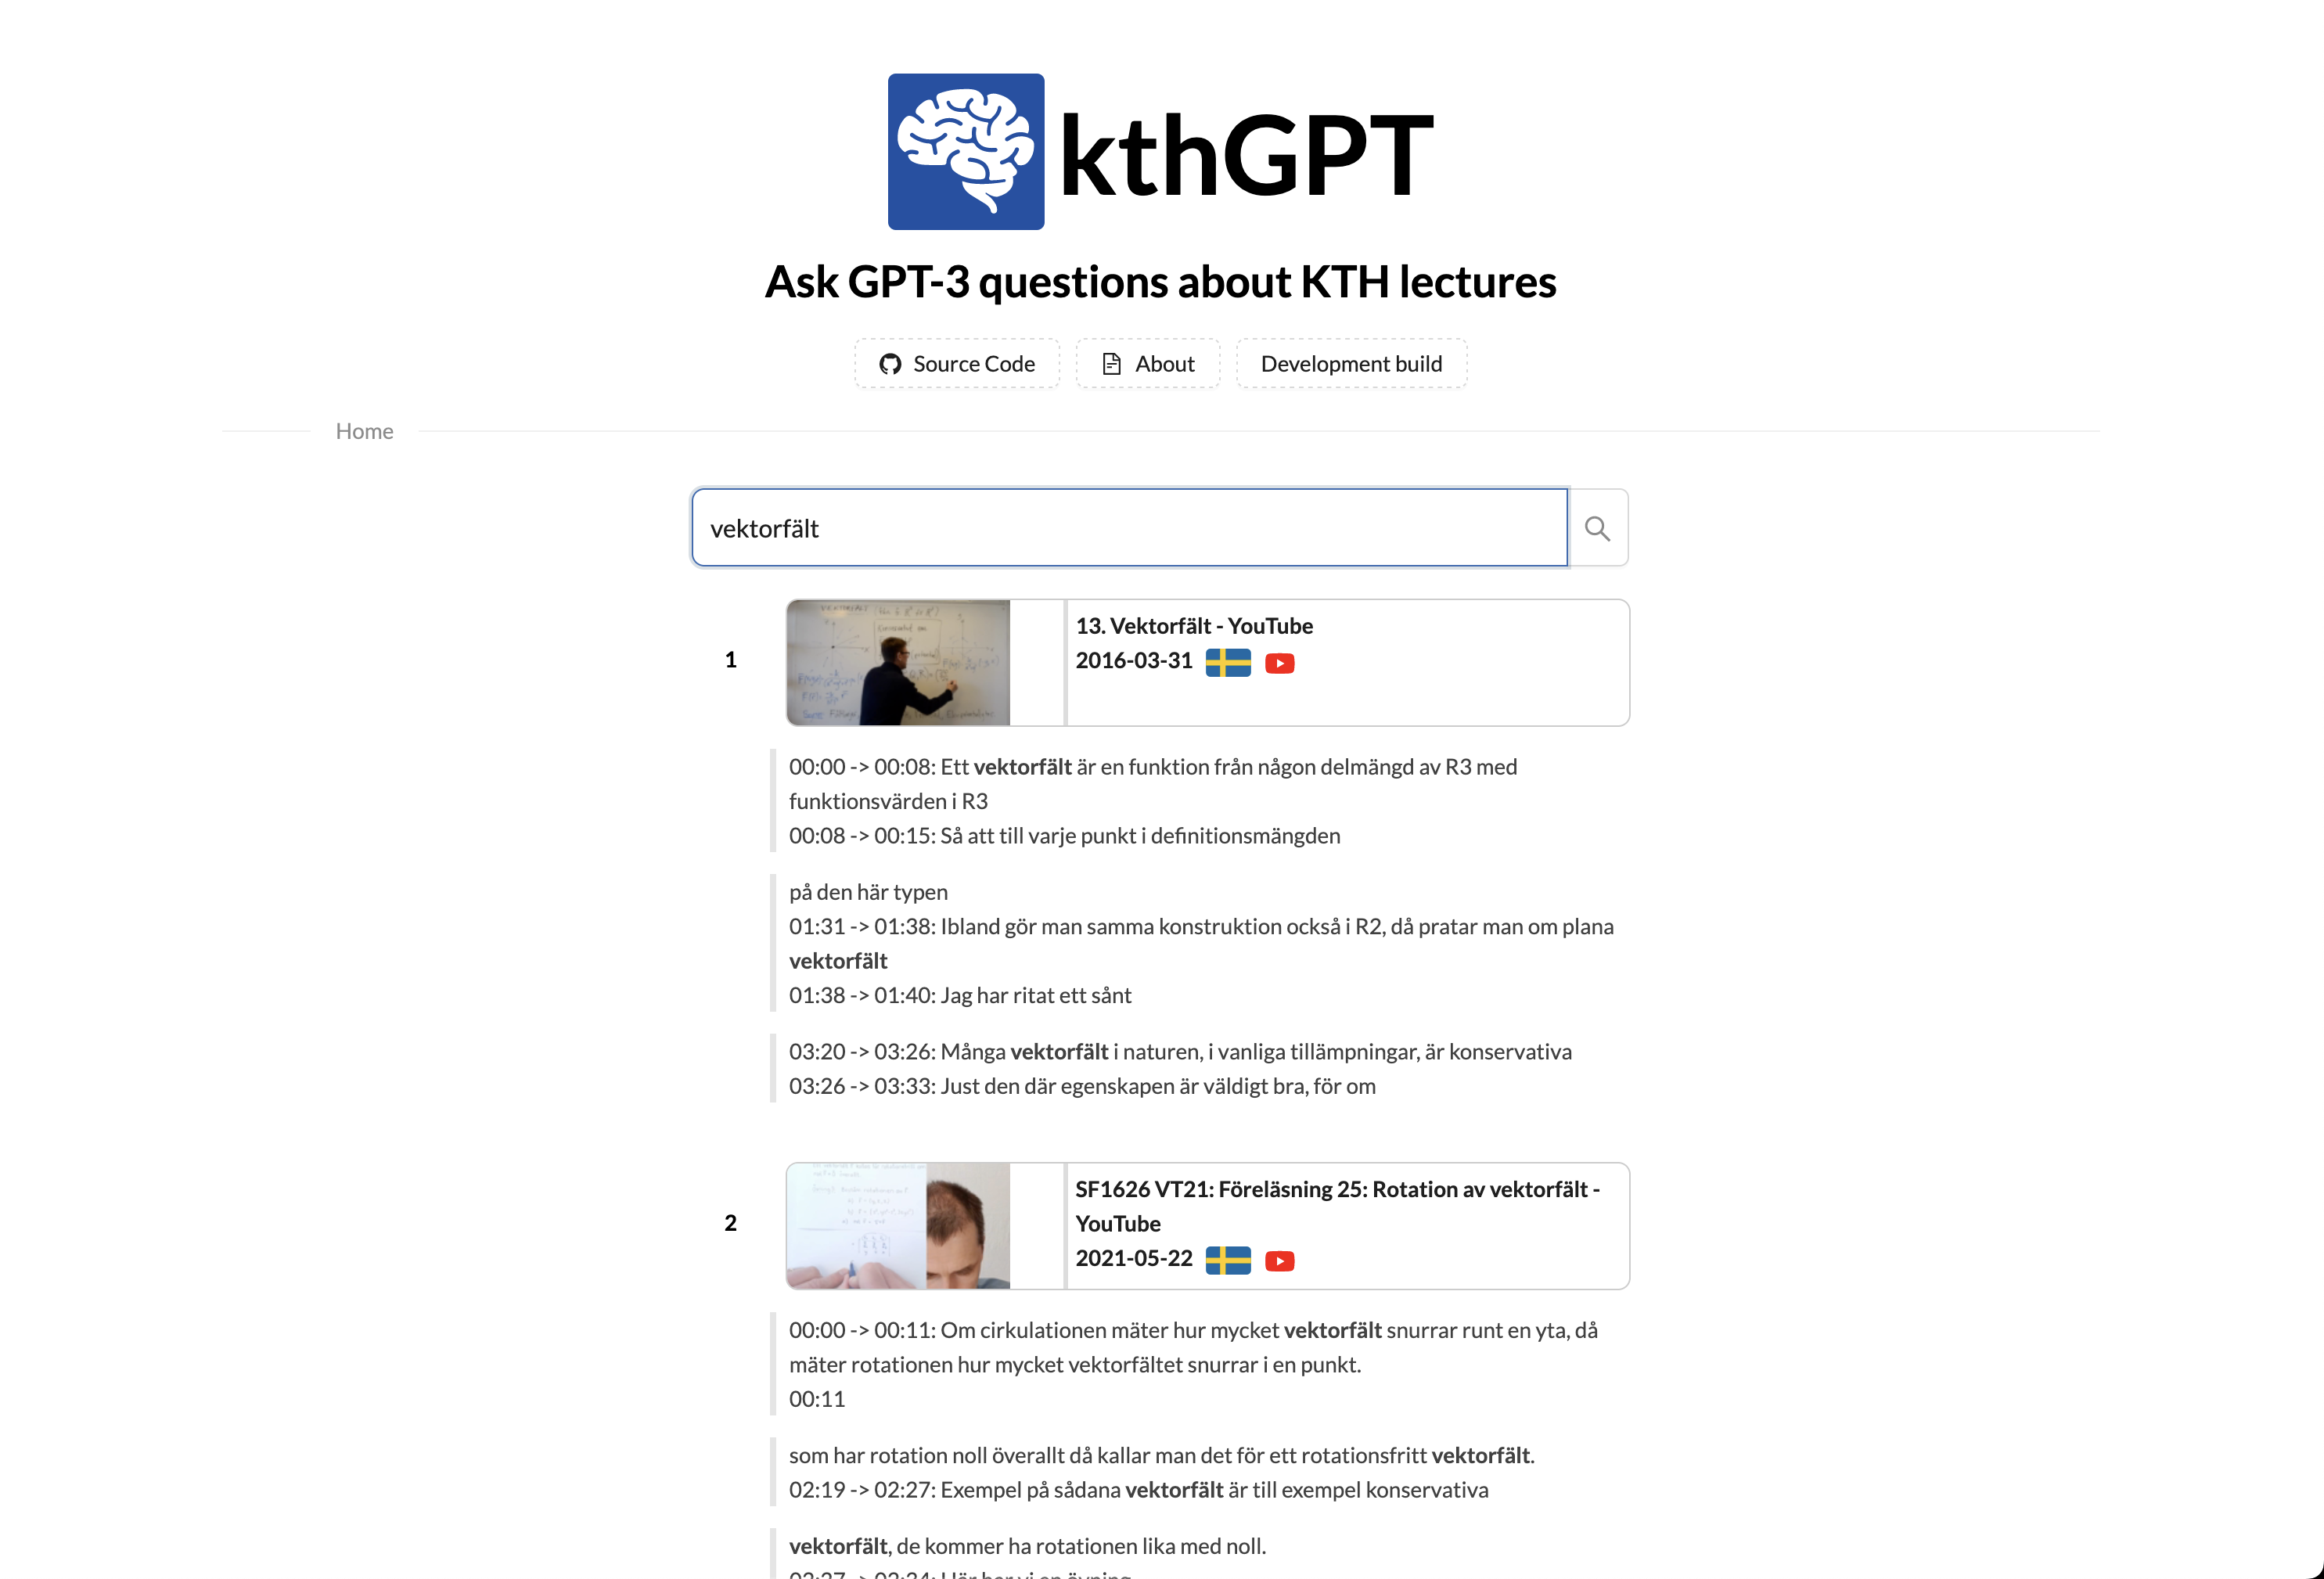 kthGPT
Ask GPT-3 questions about KTH lectures
Source Code
About
Development build
Home
vektorfält
1
13. Vektorfält - YouTube
2016-03-31
00:00 -> 00:08: Ett vektorfält är en funktion från någon delmängd av R3 med
funktionsvärden i R3
00:08 -> 00:15: Så att till varje punkt i definitionsmängden
på den här typen
01:31 -> 01:38: Ibland gör man samma konstruktion också i R2, då pratar man om plana
vektorfält
01:38 -> 01:40: Jag har ritat ett sånt
03:20 -> 03:26: Många vektorfält i naturen, i vanliga tillämpningar, är konservativa
03:26 -> 03:33: Just den där egenskapen är väldigt bra, för om
2
SF1626 VT21: Föreläsning 25: Rotation av vektorfält -
YouTube
2021-05-22
00:00 -> 00:11: Om cirkulationen mäter hur mycket vektorfält snurrar runt en yta, då
mäter rotationen hur mycket vektorfältet snurrar i en punkt.
00:11
som har rotation noll överallt då kallar man det för ett rotationsfritt vektorfält.
02:19 -> 02:27: Exempel på sådana vektorfält är till exempel konservativa
vektorfält, de kommer ha rotationen lika med noll.